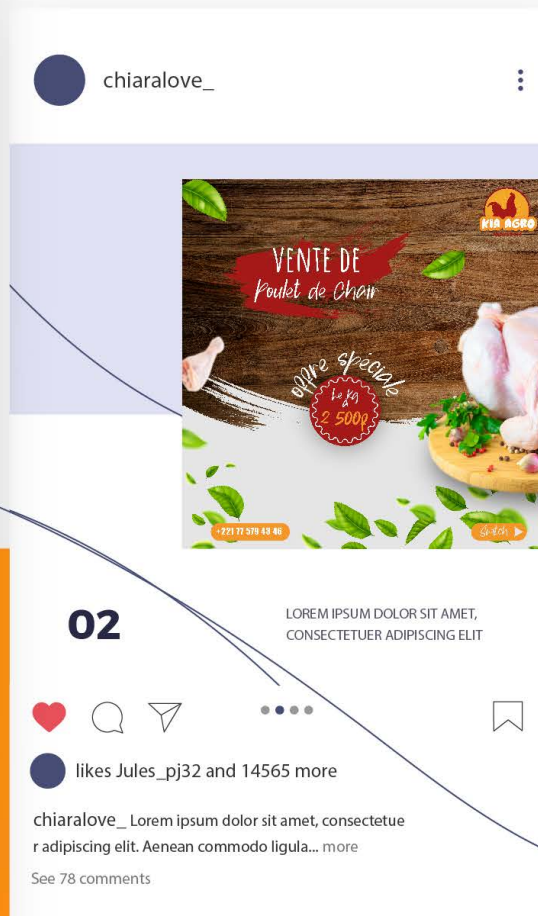 chiaralove_
KIA AGRO
VENTE DE
Poulet de Chair
offre spéciale
Le Kg
à
2 500f
+221 77 579 43 46
switch
02
LOREM IPSUM DOLOR SIT AMET,
CONSECTETUER ADIPISCING ELIT
likes Jules_pj32 and 14565 more
chiaralove_ Lorem ipsum dolor sit amet, consectetue
r adipiscing elit. Aenean commodo ligula... more
See 78 comments